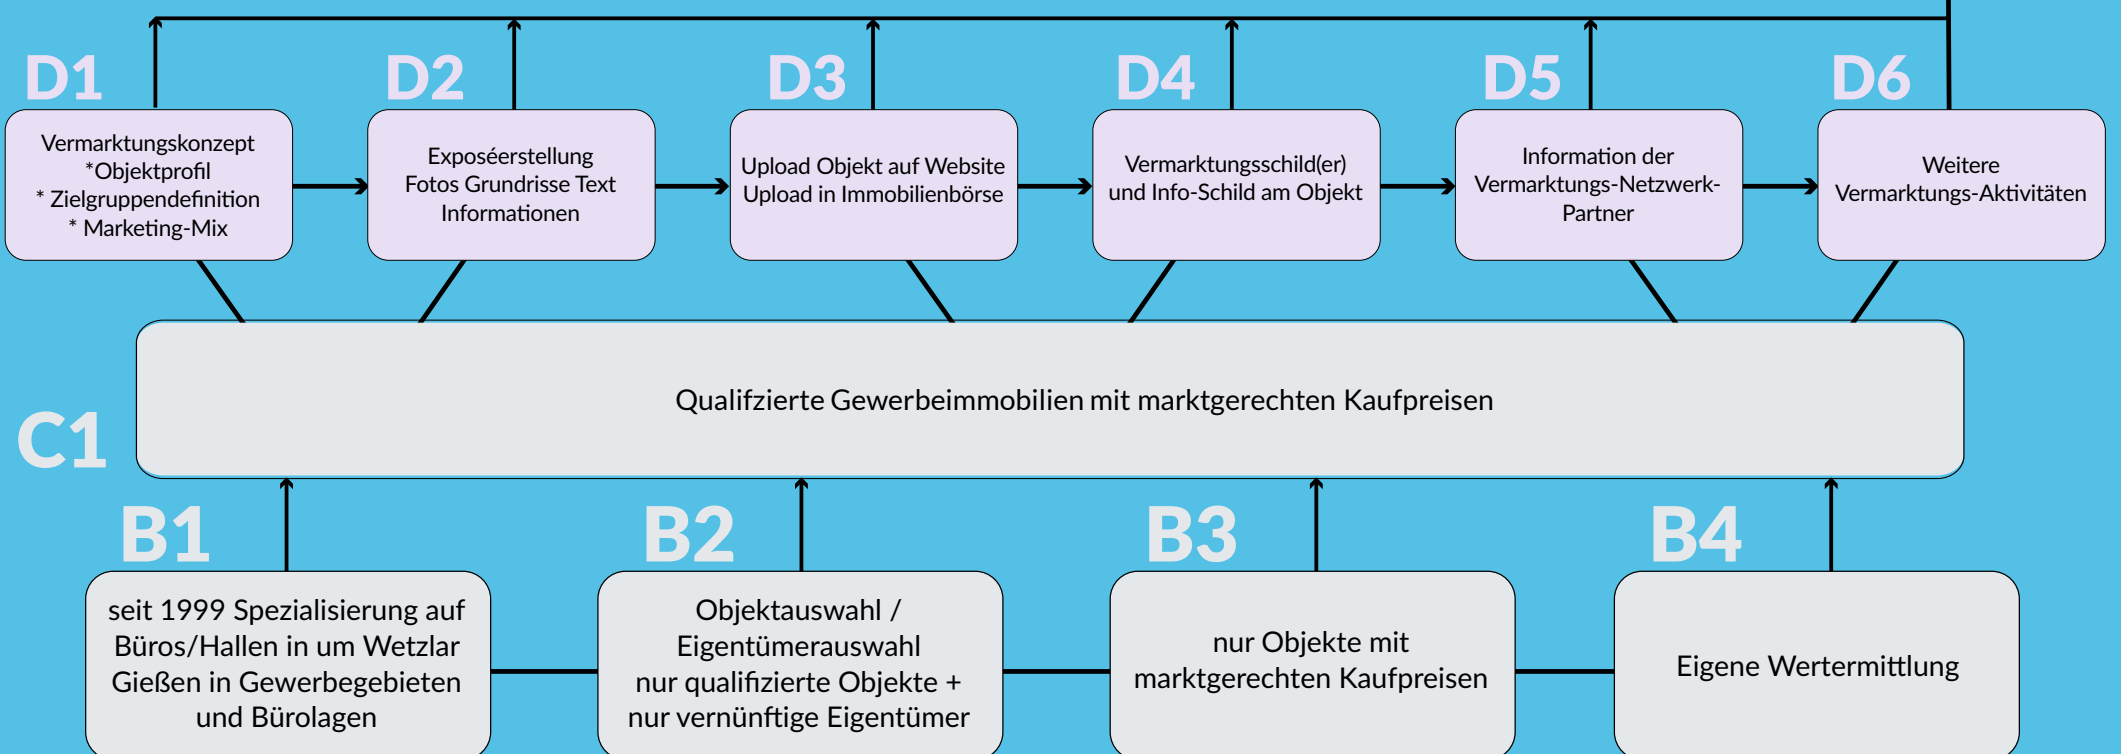 D1
Vermarktungskonzept
*Objektprofil
* Zielgruppendefinition
* Marketing-Mix
D2
Exposéerstellung
Fotos Grundrisse Text
Informationen
D3
Upload Objekt auf Website
Upload in Immobilienbörse
D4
Vermarktungsschild(er)
und Info-Schild am Objekt
D5
Information der
Vermarktungs-Netzwerk-
Partner
D6
Weitere
Vermarktungs-Aktivitäten
C1
Qualifzierte Gewerbeimmobilien mit marktgerechten Kaufpreisen
B1
seit 1999 Spezialisierung auf
Büros/Hallen in um Wetzlar
Gießen in Gewerbegebieten
und Bürolagen
B2
Objektauswahl /
Eigentümerauswahl
nur qualifizierte Objekte +
nur vernünftige Eigentümer
B3
nur Objekte mit
marktgerechten Kaufpreisen
B4
Eigene Wertermittlung